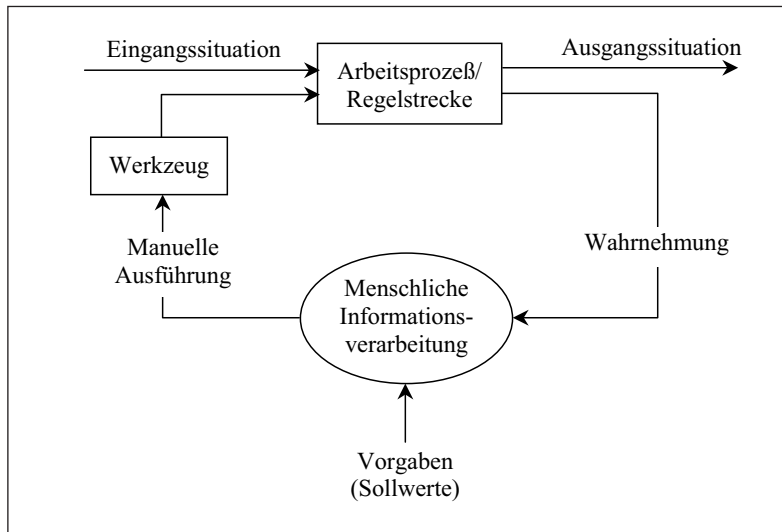 Eingangssituation
Ausgangssituation
Arbeitsprozeß/
Regelstrecke
Werkzeug
Manuelle
Ausführung
Wahrnehmung
Menschliche
Informations-
verarbeitung
Vorgaben
(Sollwerte)